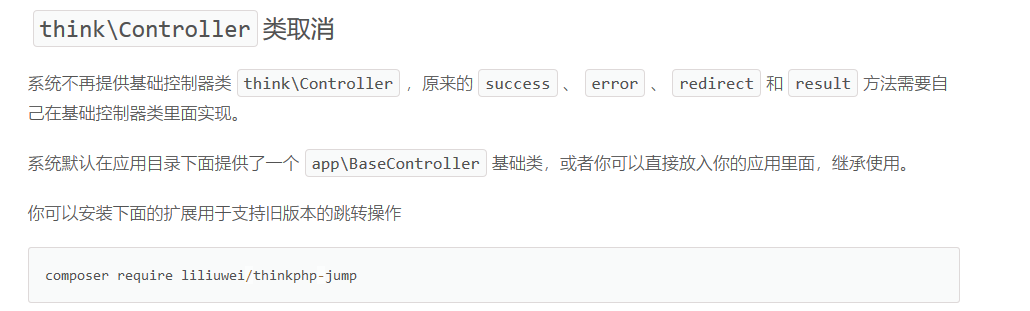 think\Controller 类取消
系统不再提供基础控制器类 think\Controller ，原来的 success 、 error 、 redirect 和 result 方法需要自
己在基础控制器类里面实现。
系统默认在应用目录下面提供了一个 app\BaseController 基础类，或者你可以直接放入你的应用里面，继承使用。
你可以安装下面的扩展用于支持旧版本的跳转操作
composer require liliuwei/thinkphp-jump